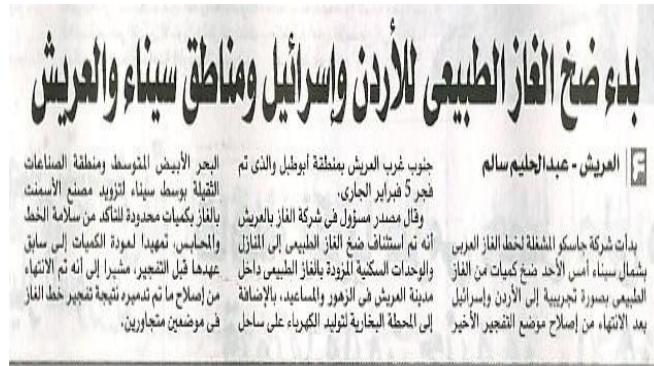 بدء ضخ الغاز الطبيعى للأردن وإسرائيل ومناطق سيناء والعريش
العريش - عبدالحليم سالم
بدأت شركة جاسكو المشغلة لخط الغاز العربى
بشمال سيناء أمس الأحد ضخ كميات من الغاز
الطبيعى بصورة تجريبية إلى الأردن وإسرائيل
بعد الانتهاء من إصلاح موضع التفجير الأخير
جنوب غرب العريش بمنطقة أبوطبل والذى تم
فجر 5 فبراير الجارى.
وقال مصدر مسؤول فى شركة الغاز بالعريش
أنه تم استئناف ضخ الغاز الطبيعى إلى المنازل
والوحدات السكنية المزودة بالغاز الطبيعى داخل
مدينة العريش فى الزهور والمساعيد، بالإضافة
إلى المحطة البخارية لتوليد الكهرباء على ساحل
البحر الأبيض المتوسط ومنطقة الصناعات
الثقيلة بوسط سيناء لتزويد مصنع الأسمنت
بالغاز بكميات محدودة للتأكد من سلامة الخط
والمحابس، تمهيدا لعودة الكميات إلى سابق
عهدها قبل التفجير، مشيرا إلى أنه تم الانتهاء
من إصلاح ما تم تدميره نتيجة تفجير خط الغاز
فى موضعين متجاورين.